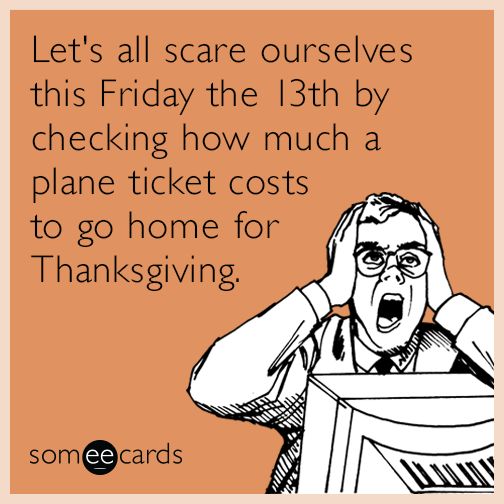 Let's all scare ourselves
this Friday the 13th by
checking how much a
plane ticket costs
to go home for
Thanksgiving.
someecards